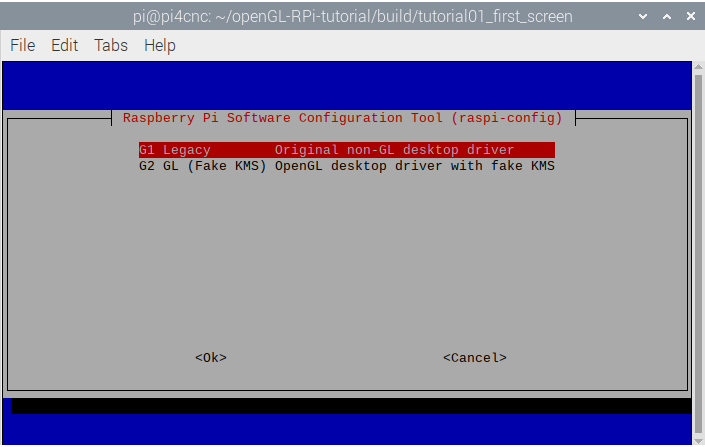 pi@pi4cnc: ~/openGL-RPi-tutorial/build/tutorial01_first_screen
File Edit Tabs Help
Raspberry Pi Software Configuration Tool (raspi-config)
G1 Legacy Original non-GL desktop driver
G2 GL (Fake KMS) OpenGL desktop driver with fake KMS
<Ok> <Cancel>